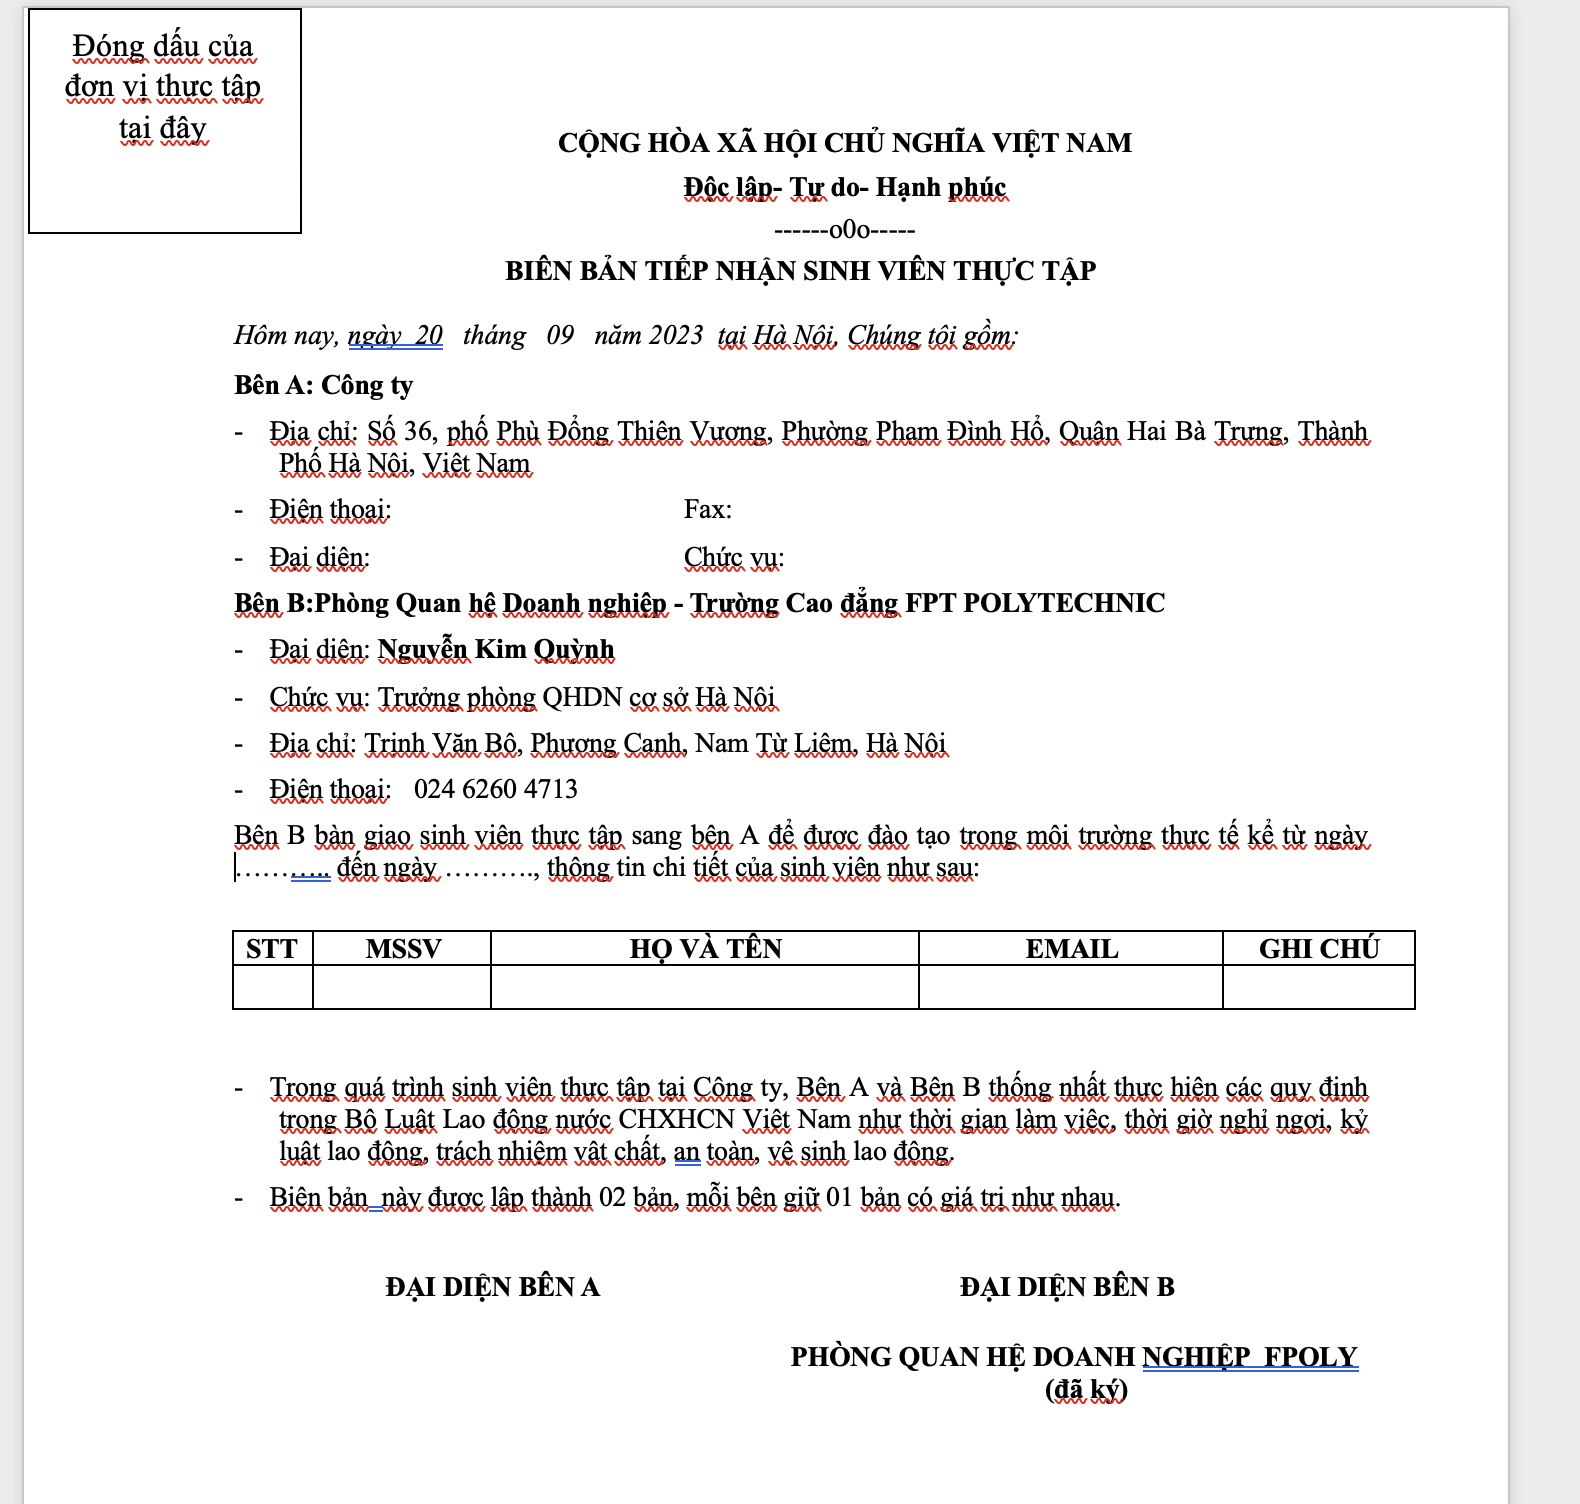 Đóng dấu của
đơn vị thực tập
tại đây
CỘNG HÒA XÃ HỘI CHỦ NGHĨA VIỆT NAM
Độc lập- Tự do- Hạnh phúc
------o0o-----
BIÊN BẢN TIẾP NHẬN SINH VIÊN THỰC TẬP
Hôm nay, ngày 20 tháng 09 năm 2023 tại Hà Nội, Chúng tôi gồm:
Bên A: Công ty
- Địa chỉ: Số 36, phố Phù Đổng Thiên Vương, Phường Phạm Đình Hổ, Quận Hai Bà Trưng, Thành
Phố Hà Nội, Việt Nam
- Điện thoại: Fax:
- Đại diện: Chức vụ:
Bên B:Phòng Quan hệ Doanh nghiệp - Trường Cao đẳng FPT POLYTECHNIC
- Đại diện: Nguyễn Kim Quỳnh
- Chức vụ: Trưởng phòng QHDN cơ sở Hà Nội
- Địa chỉ: Trịnh Văn Bô, Phương Canh, Nam Từ Liêm, Hà Nội
- Điện thoại: 024 6260 4713
Bên B bàn giao sinh viên thực tập sang bên A để được đào tạo trong môi trường thực tế kể từ ngày
……….. đến ngày ………., thông tin chi tiết của sinh viên như sau:
STT MSSV HỌ VÀ TÊN EMAIL GHI CHÚ
- Trong quá trình sinh viên thực tập tại Công ty, Bên A và Bên B thống nhất thực hiện các quy định
trong Bộ Luật Lao động nước CHXHCN Việt Nam như thời gian làm việc, thời giờ nghỉ ngơi, kỷ
luật lao động, trách nhiệm vật chất, an toàn, vệ sinh lao động.
- Biên bản này được lập thành 02 bản, mỗi bên giữ 01 bản có giá trị như nhau.
ĐẠI DIỆN BÊN A ĐẠI DIỆN BÊN B
PHÒNG QUAN HỆ DOANH NGHIỆP FPOLY
(đã ký)